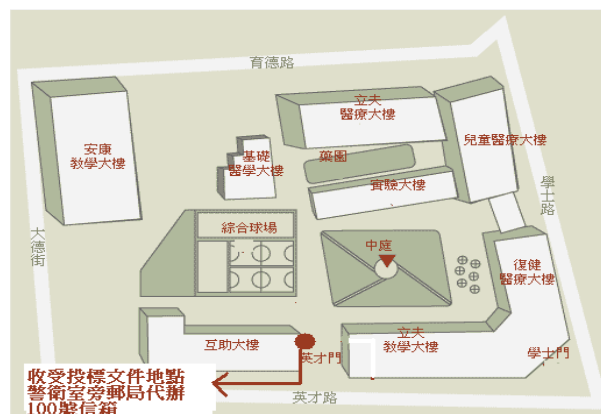 育德路
立夫
醫療大樓
兒童醫療大樓
安康
教學大樓
基礎
醫學大樓
藥園
實驗大樓
學士路
大德街
綜合球場
中庭
復健
醫療大樓
互助大樓
英才門
立夫
教學大樓
學士門
收受投標文件地點
警衛室旁郵局代辦
100號信箱
英才路